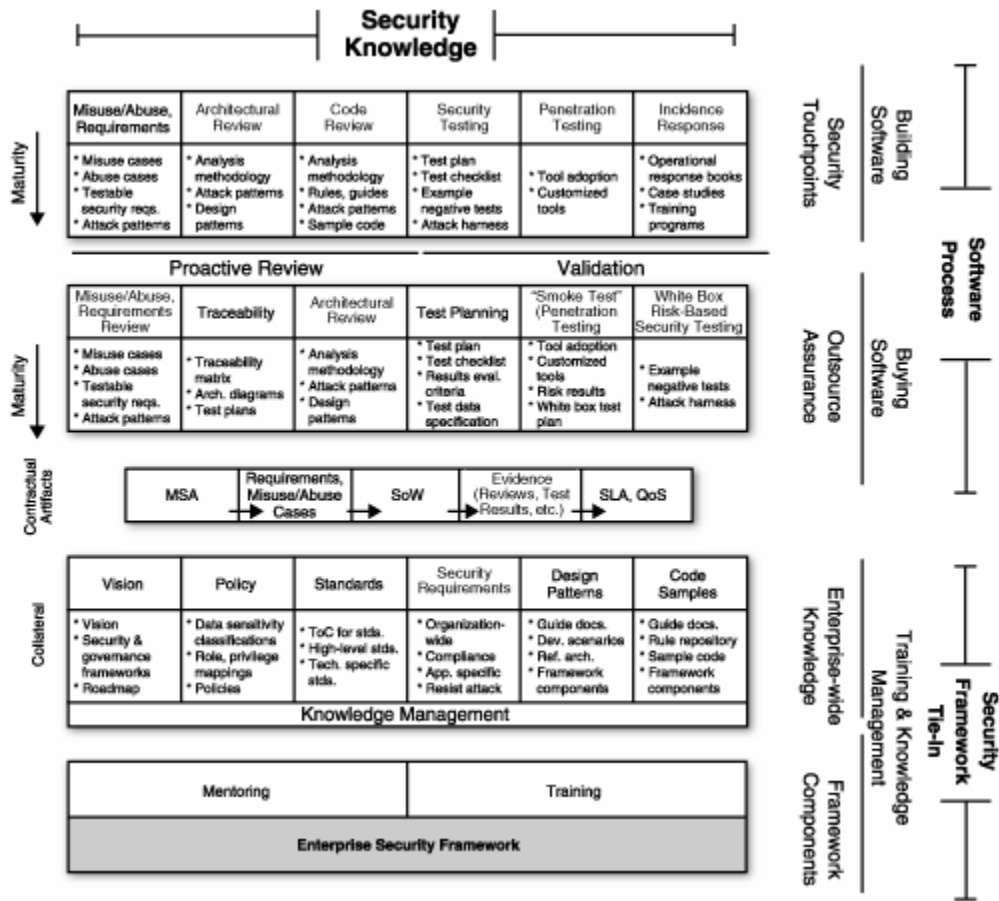 Security
Knowledge
Misuse/Abuse,
Requirements
* Misuse cases
* Abuse cases
* Testable
security reqs.
* Attack patterns
Architectural
Review
* Analysis
methodology
* Attack patterns
* Design
patterns
Code
Review
* Analysis
methodology
* Rules, guides
* Attack patterns
* Sample code
Security
Testing
* Test plan
* Test checklist
* Example
negative tests
* Attack harness
Penetration
Testing
* Tool adoption
* Customized
tools
Incidence
Response
* Operational
response books
* Case studies
* Training
programs
Maturity
Security
Touchpoints
Building
Software
Proactive Review
Validation
Misuse/Abuse,
Requirements
Review
* Misuse cases
* Abuse cases
* Testable
security reqs.
* Attack patterns
Traceability
* Traceability
matrix
* Arch. diagrams
* Test plans
Architectural
Review
* Analysis
methodology
* Attack patterns
* Design
patterns
Test Planning
* Test plan
* Test checklist
* Results eval.
criteria
* Test data
specification
"Smoke Test"
(Penetration
Testing
* Tool adoption
* Customized
tools
* Risk results
* White box test
plan
White Box
Risk-Based
Security Testing
* Example
negative tests
* Attack harness
Maturity
Outsource
Assurance
Buying
Software
Software
Process
Contractual
Artifacts
MSA
Requirements,
Misuse/Abuse
Cases
SoW
Evidence
(Reviews, Test
Results, etc.)
SLA, QoS
Collateral
Vision
* Vision
* Security &
governance
frameworks
* Roadmap
Policy
* Data sensitivity
classifications
* Role, privilege
mappings
* Policies
Standards
* ToC for stds.
* High-level stds.
* Tech. specific
stds.
Security
Requirements
* Organization-
wide
* Compliance
* App. specific
* Resist attack
Design
Patterns
* Guide docs.
* Dev. scenarios
* Ref. arch.
* Framework
components
Code
Samples
* Guide docs.
* Rule repository
* Sample code
* Framework
components
Knowledge Management
Enterprise-wide
Knowledge
Training & Knowledge
Management
Security
Framework
Tie-In
Mentoring
Training
Enterprise Security Framework
Framework
Components